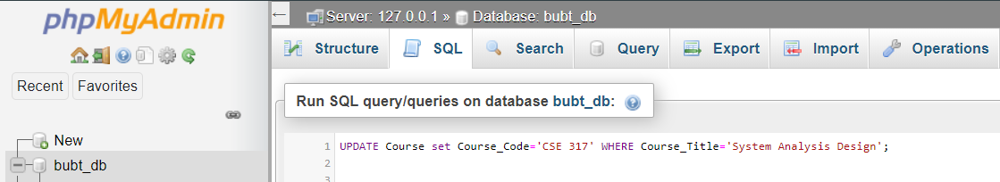 phpMyAdmin
Recent Favorites
New
bubt_db
Server: 127.0.0.1 » Database: bubt_db
Structure SQL Search Query Export Import Operations
Run SQL query/queries on database bubt_db:
1 UPDATE Course set Course_Code='CSE 317' WHERE Course_Title='System Analysis Design';
2
3